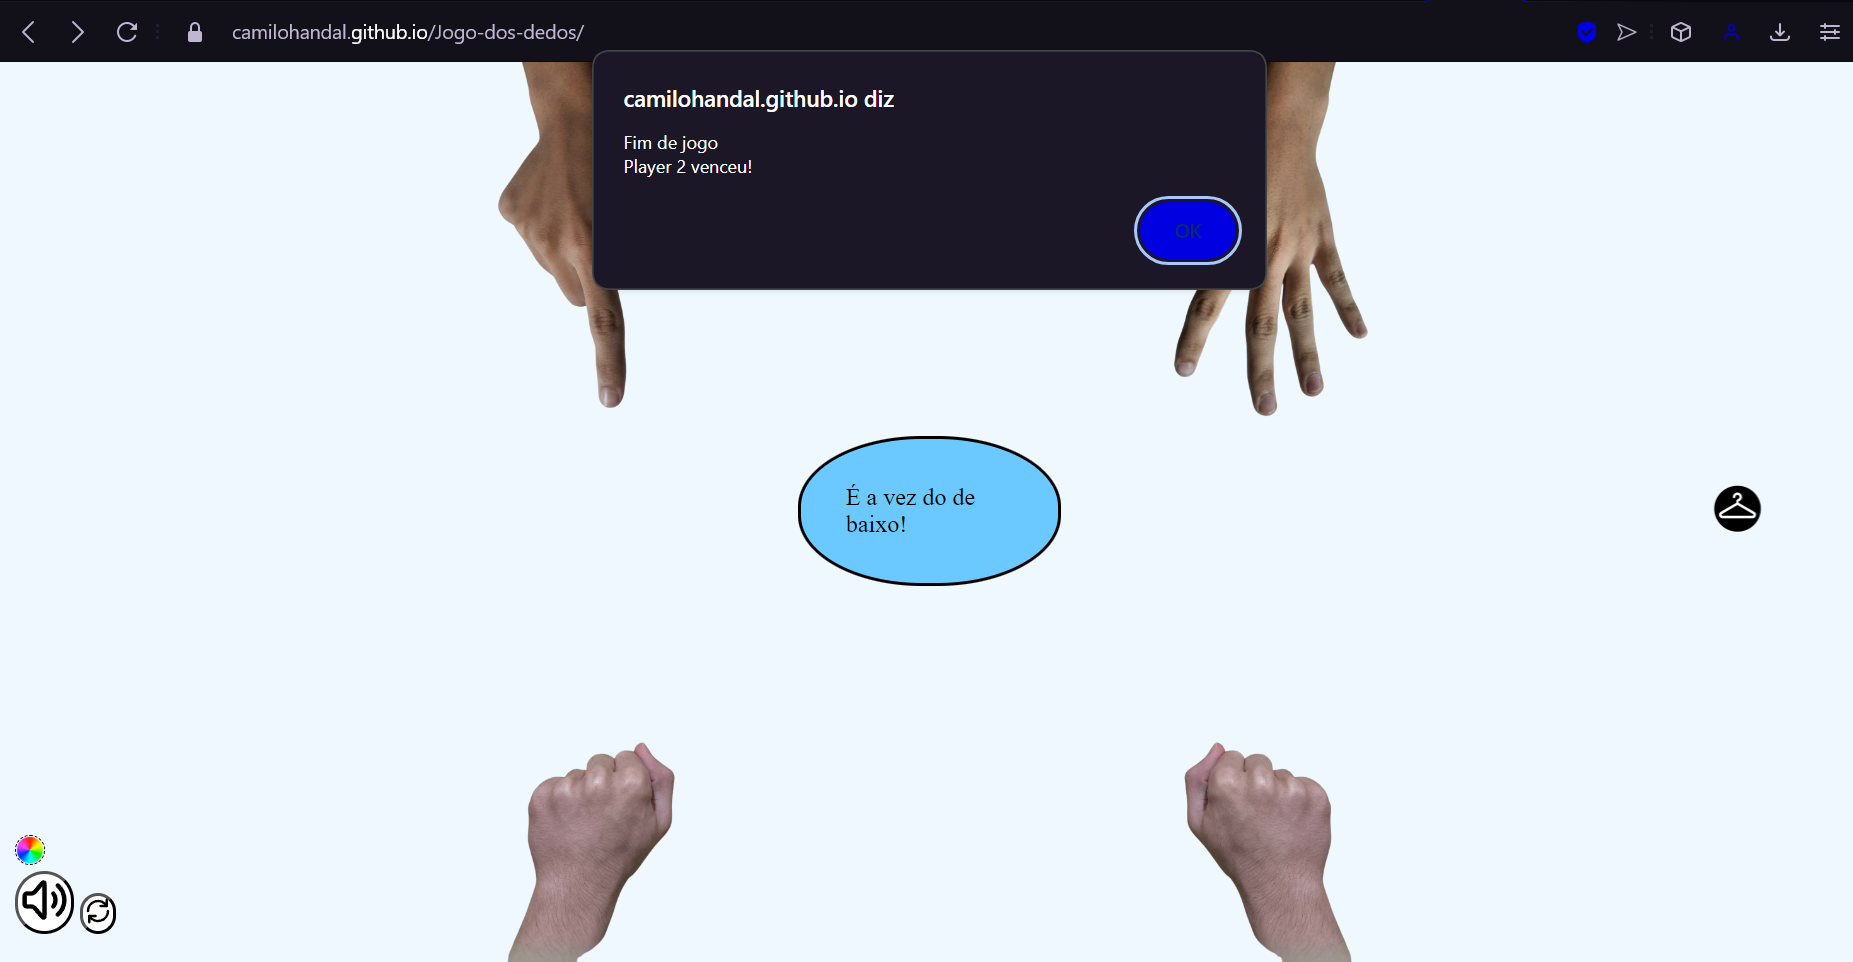 camilohandal.github.io/Jogo-dos-dedos/
camilohandal.github.io diz
Fim de jogo
Player 2 venceu!
OK
É a vez do de
baixo!